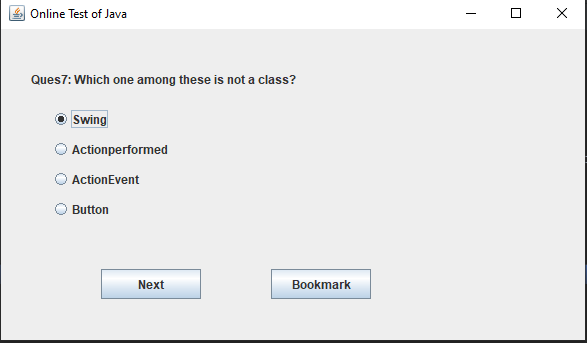 Online Test of Java
Ques7: Which one among these is not a class?
Swing
Actionperformed
ActionEvent
Button
Next Bookmark